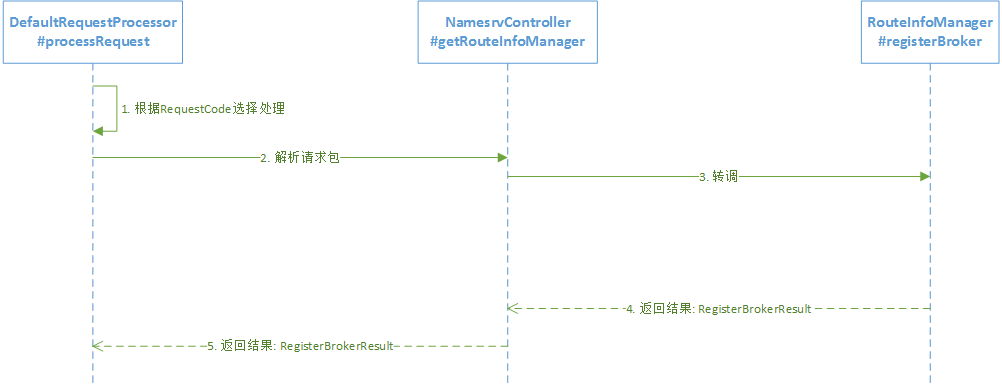 DefaultRequestProcessor
#processRequest
NamesrvController
#getRouteInfoManager
RouteInfoManager
#registerBroker
1. 根据RequestCode选择处理
2. 解析请求包
3. 转调
4. 返回结果: RegisterBrokerResult
5. 返回结果: RegisterBrokerResult